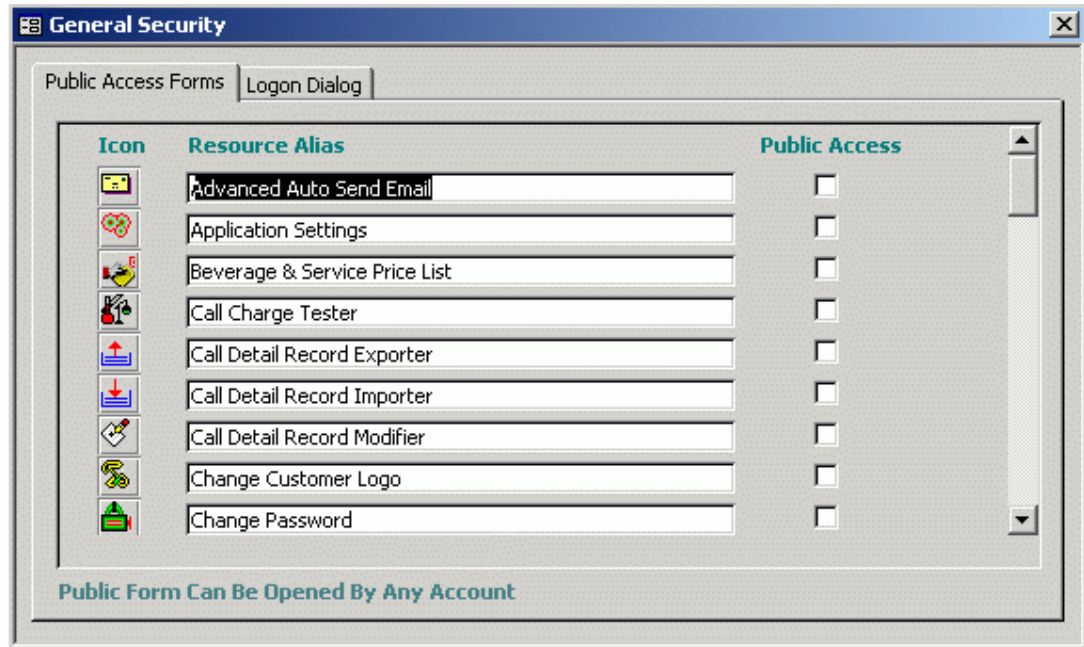 General Security
Public Access Forms Logon Dialog
Icon Resource Alias Public Access
Advanced Auto Send Email
Application Settings
Beverage & Service Price List
Call Charge Tester
Call Detail Record Exporter
Call Detail Record Importer
Call Detail Record Modifier
Change Customer Logo
Change Password
Public Form Can Be Opened By Any Account